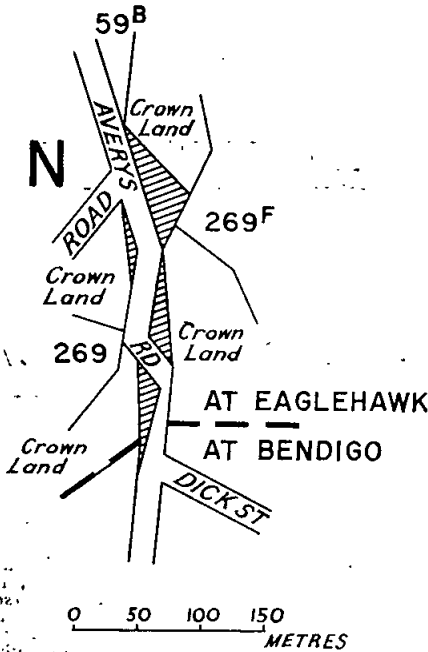 59B
Crown
Land
AVERYS
N
ROAD
269F
Crown
Land
Crown
Land
RD
269
AT EAGLEHAWK
Crown
Land
AT BENDIGO
DICK ST
0 50 100 150
METRES